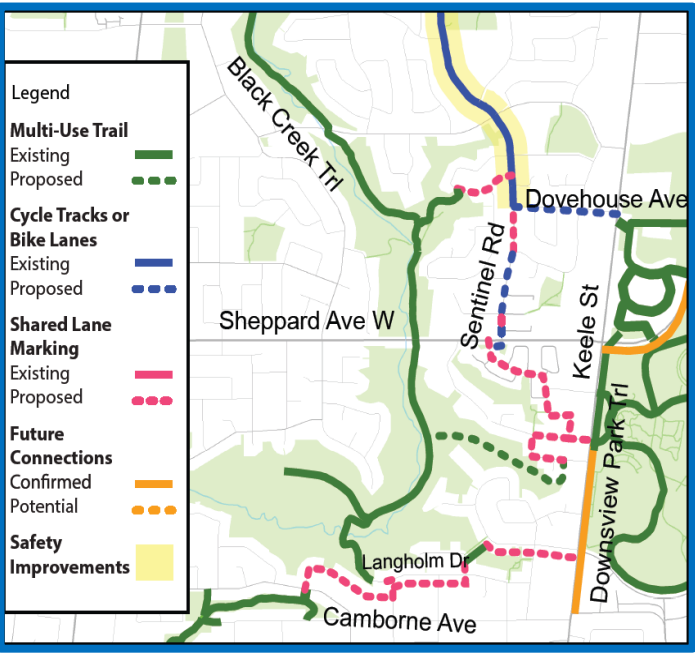 Legend
Multi-Use Trail
Existing
Proposed
Cycle Tracks or
Bike Lanes
Existing
Proposed
Shared Lane
Marking
Existing
Proposed
Future
Connections
Confirmed
Potential
Safety
Improvements
Black Creek Trl
Dovehouse Ave
Sentinel Rd
Sheppard Ave W
Keele St
Downsview Park Trl
Langholm Dr
Camborne Ave